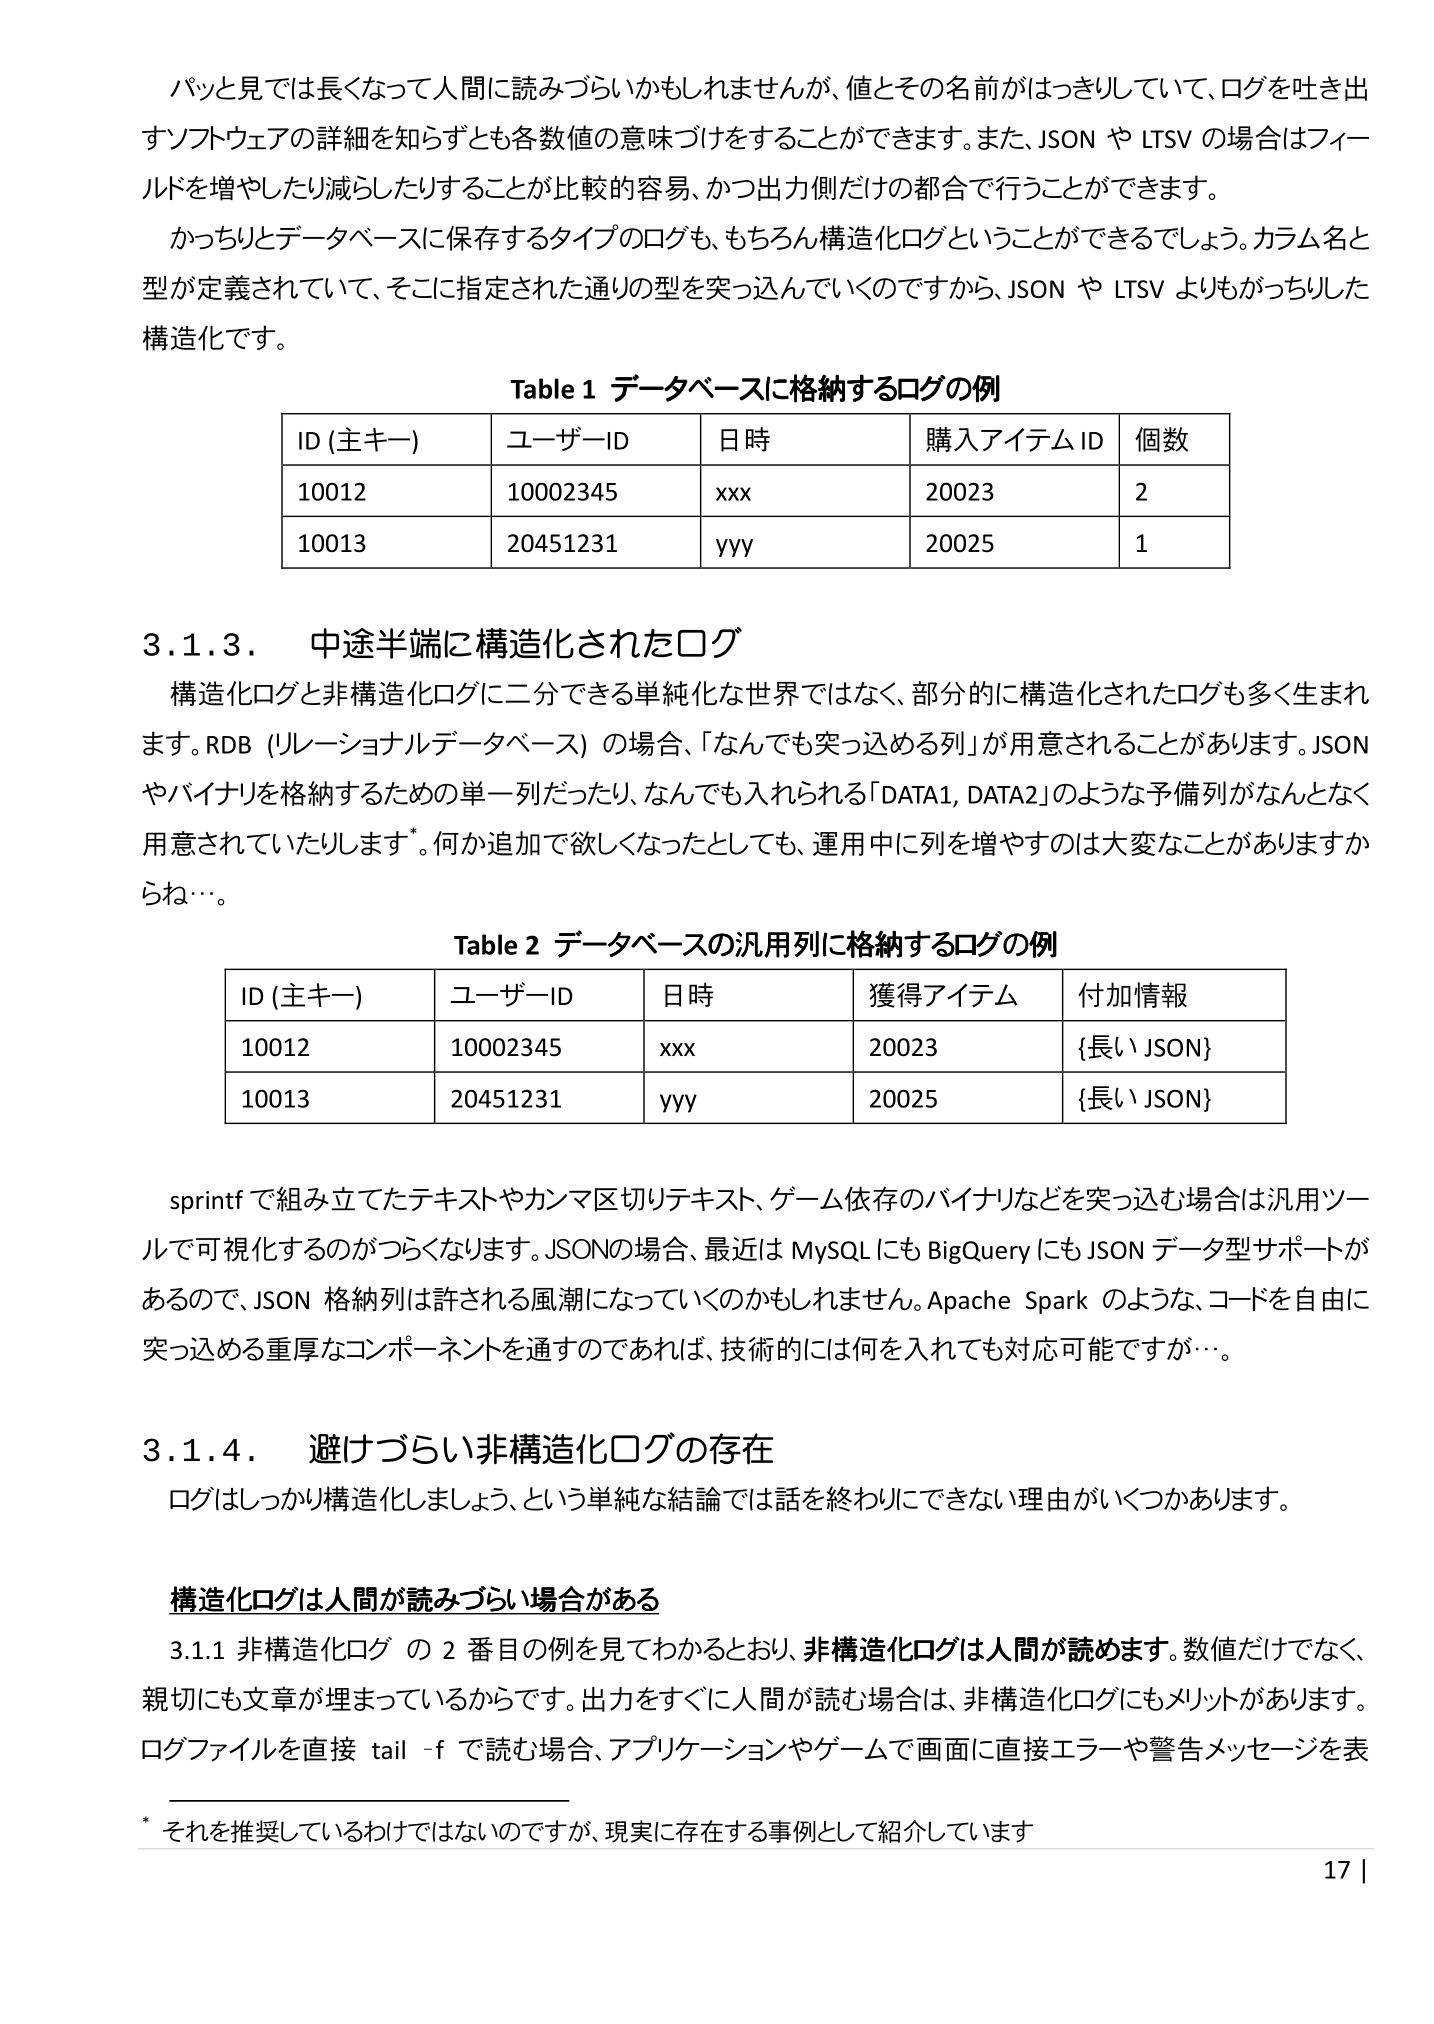 パッと見では長くなって人間に読みづらいかもしれませんが、値とその名前がはっきりしていて、ログを吐き出
すソフトウェアの詳細を知らずとも各数値の意味づけをすることができます。また、JSON や LTSV の場合はフィー
ルドを増やしたり減らしたりすることが比較的容易、かつ出力側だけの都合で行うことができます。
かっちりとデータベースに保存するタイプのログも、もちろん構造化ログということができるでしょう。カラム名と
型が定義されていて、そこに指定された通りの型を突っ込んでいくのですから、JSON や LTSV よりもがっちりした
構造化です。
Table 1 データベースに格納するログの例
ID (主キー) ユーザーID 日時 購入アイテム ID 個数
10012 10002345 xxx 20023 2
10013 20451231 yyy 20025 1
3.1.3. 中途半端に構造化されたログ
構造化ログと非構造化ログに二分できる単純化な世界ではなく、部分的に構造化されたログも多く生まれ
ます。RDB (リレーショナルデータベース) の場合、「なんでも突っ込める列」が用意されることがあります。JSON
やバイナリを格納するための単一列だったり、なんでも入れられる「DATA1, DATA2」のような予備列がなんとなく
用意されていたりします*。何か追加で欲しくなったとしても、運用中に列を増やすのは大変なことがありますか
らね…。
Table 2 データベースの汎用列に格納するログの例
ID (主キー) ユーザーID 日時 獲得アイテム 付加情報
10012 10002345 xxx 20023 {長い JSON}
10013 20451231 yyy 20025 {長い JSON}
sprintf で組み立てたテキストやカンマ区切りテキスト、ゲーム依存のバイナリなどを突っ込む場合は汎用ツー
ルで可視化するのがつらくなります。JSONの場合、最近は MySQL にも BigQuery にも JSON データ型サポートが
あるので、JSON 格納列は許される風潮になっていくのかもしれません。Apache Spark のような、コードを自由に
突っ込める重厚なコンポーネントを通すのであれば、技術的には何を入れても対応可能ですが…。
3.1.4. 避けづらい非構造化ログの存在
ログはしっかり構造化しましょう、という単純な結論では話を終わりにできない理由がいくつかあります。
構造化ログは人間が読みづらい場合がある
3.1.1 非構造化ログ の 2 番目の例を見てわかるとおり、非構造化ログは人間が読めます。数値だけでなく、
親切にも文章が埋まっているからです。出力をすぐに人間が読む場合は、非構造化ログにもメリットがあります。
ログファイルを直接 tail -f で読む場合、アプリケーションやゲームで画面に直接エラーや警告メッセージを表
* それを推奨しているわけではないのですが、現実に存在する事例として紹介しています
17 |